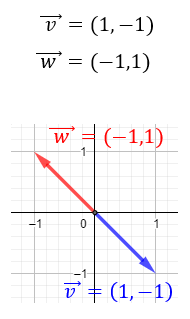 v⃗ = (1, −1)
w⃗ = (−1,1)
w⃗ = (−1,1)
1
−1
0
1
−1
v⃗ = (1, −1)